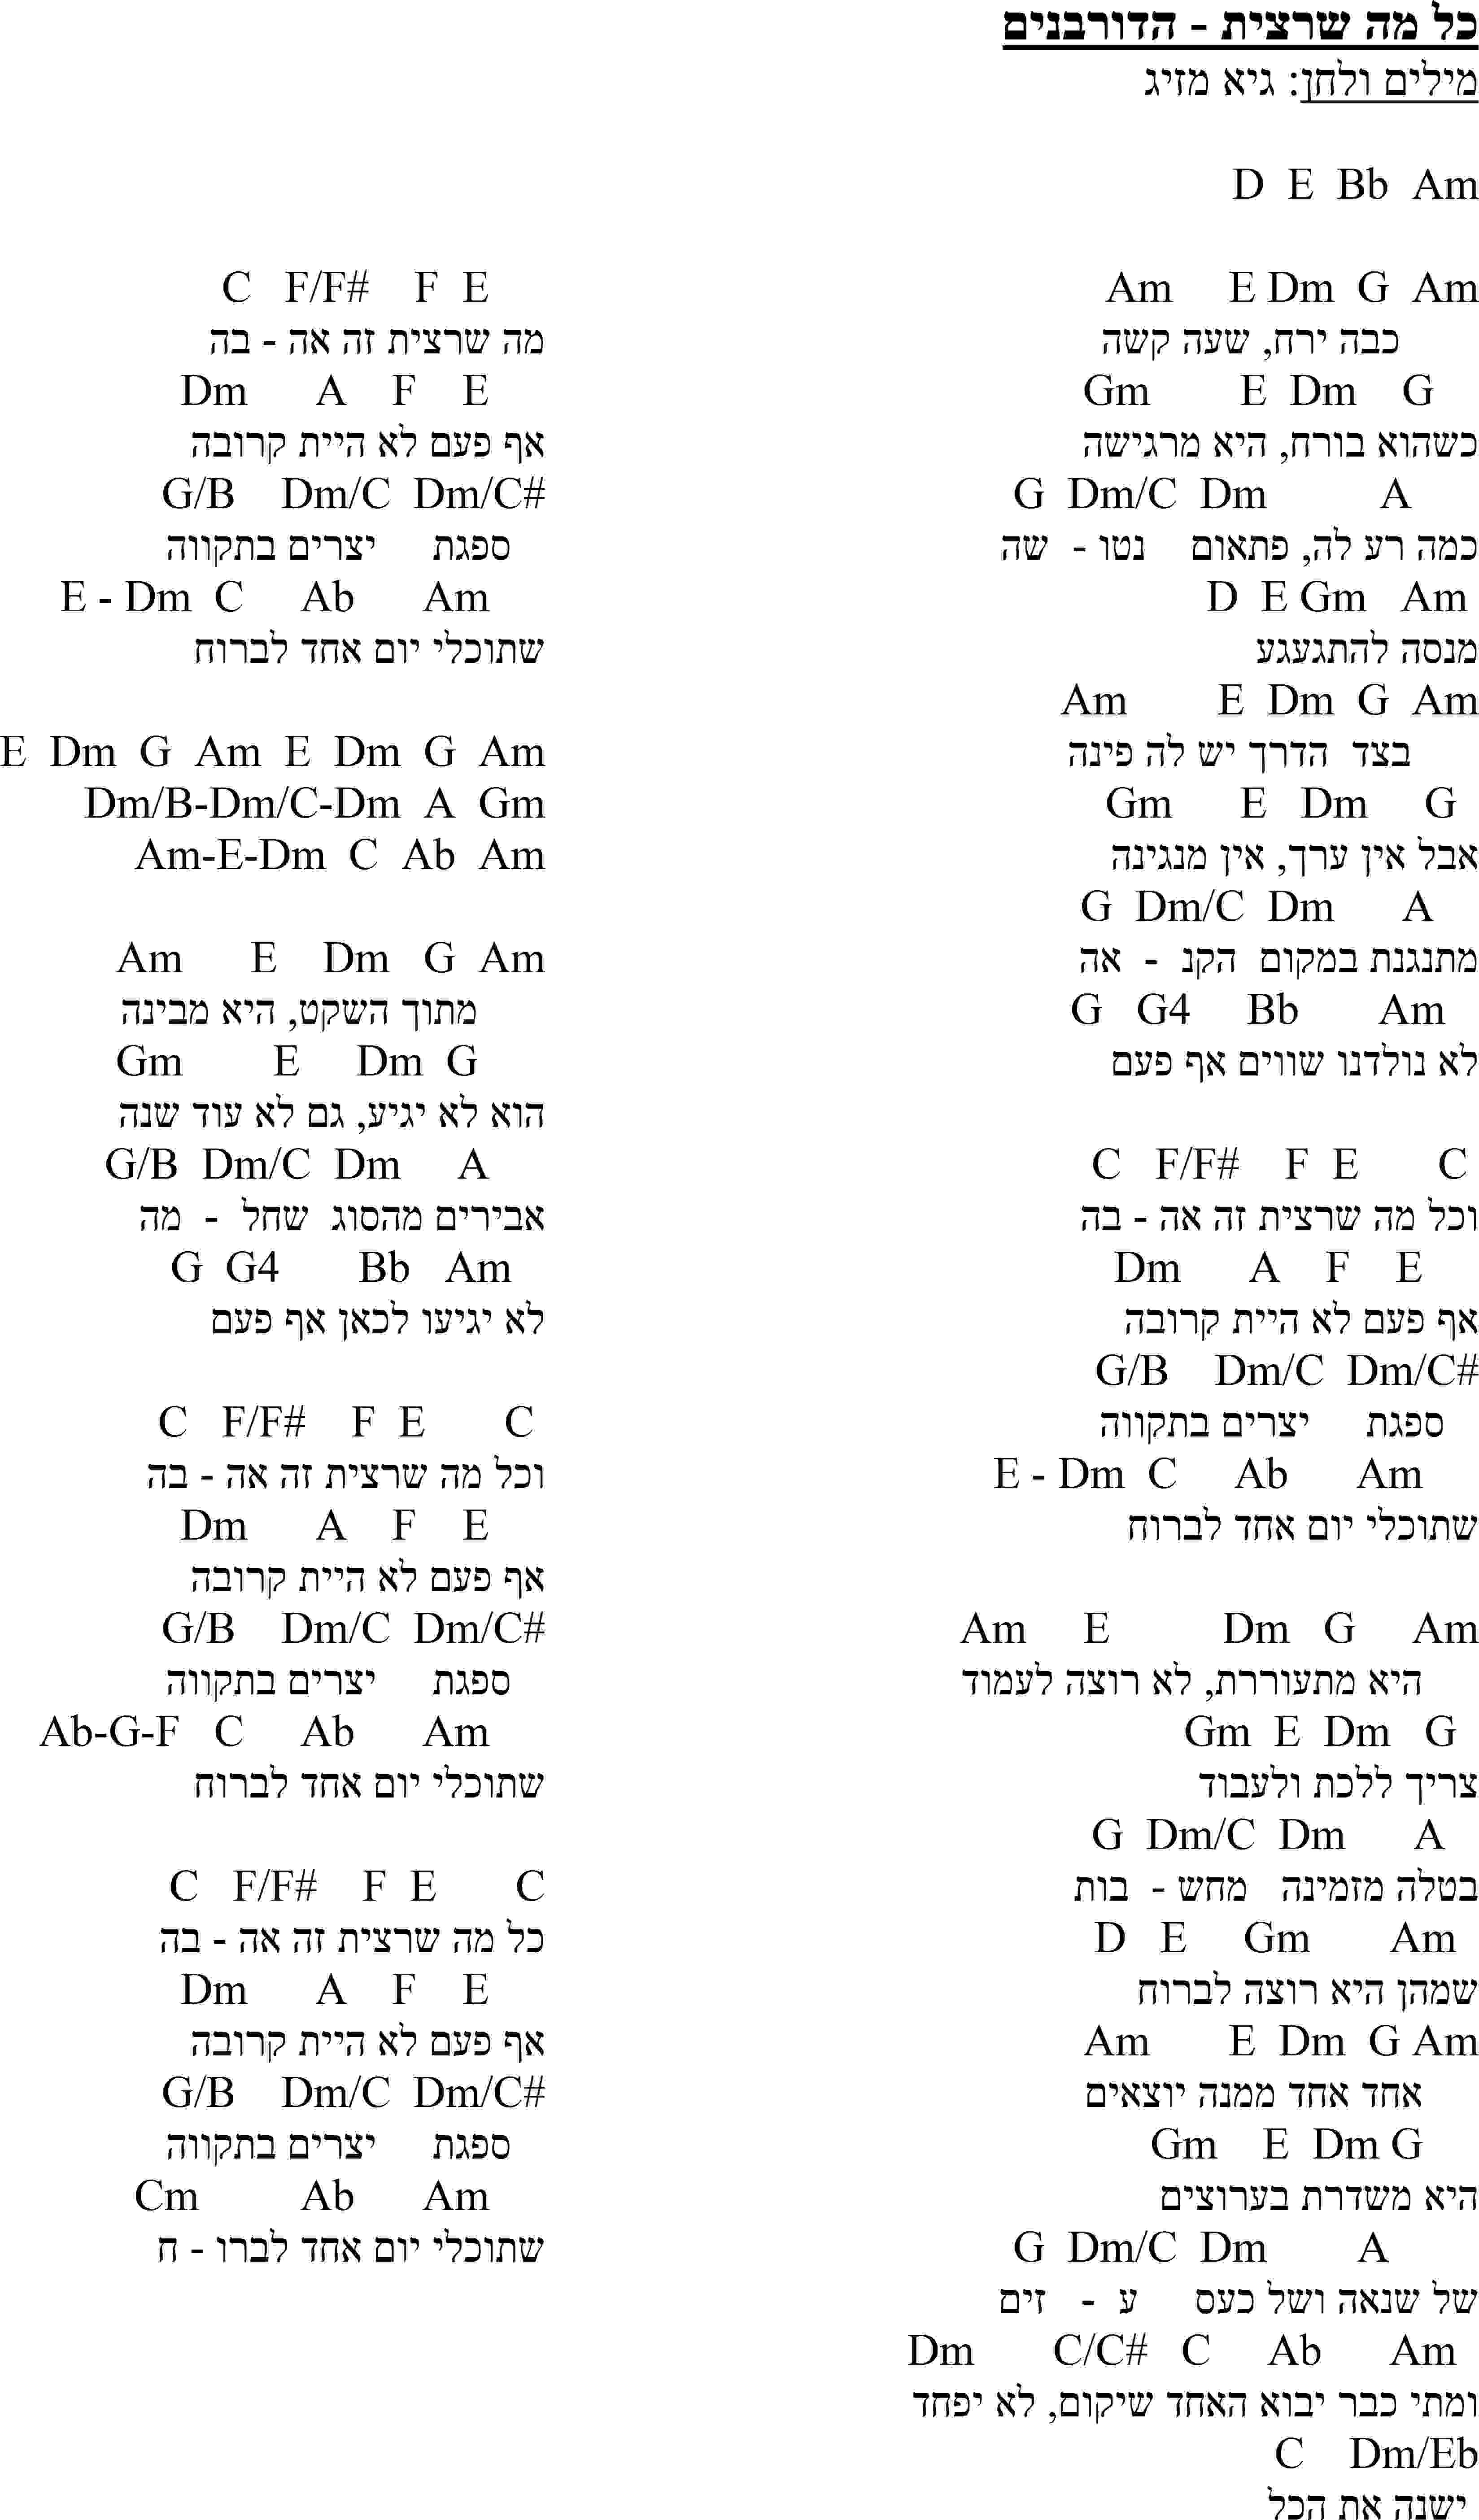 כל מה שרצית - הדורבנים
מילים ולחן: גיא מזיג
D E Bb Am
Am E Dm G Am
כבה ירח, שעה קשה
Gm E Dm G
כשהוא בורח, היא מרגישה
G Dm/C Dm A
כמה רע לה, פתאום נטו - שה
D E Gm Am
מנסה להתגעגע
Am E Dm G Am
בצד הדרך יש לה פינה
Gm E Dm G
אבל אין ערך, אין מנגינה
G Dm/C Dm A
מתנגנת במקום הקנ - אה
G G4 Bb Am
לא נולדנו שווים אף פעם
C F/F# F E C
וכל מה שרצית זה אה - בה
Dm A F E
אף פעם לא היית קרובה
G/B Dm/C Dm/C#
ספגת יצרים בתקווה
E - Dm C Ab Am
שתוכלי יום אחד לברוח
Am E Dm G Am
היא מתעוררת, לא רוצה לעמוד
Gm E Dm G
צריך ללכת ולעבוד
G Dm/C Dm A
בטלה מזמינה מחש - בות
D E Gm Am
שמהן היא רוצה לברוח
Am E Dm G Am
אחד אחד ממנה יוצאים
Gm E Dm G
היא משדרת בערוצים
G Dm/C Dm A
של שנאה ושל כעס ע - זים
Dm C/C# C Ab Am
ומתי כבר יבוא האחד שיקום, לא יפחד
C Dm/Eb
ישנה את הכל
C F/F# F E
מה שרצית זה אה - בה
Dm A F E
אף פעם לא היית קרובה
G/B Dm/C Dm/C#
ספגת יצרים בתקווה
E - Dm C Ab Am
שתוכלי יום אחד לברוח
E Dm G Am E Dm G Am
Dm/B-Dm/C-Dm A Gm
Am-E-Dm C Ab Am
Am E Dm G Am
מתוך השקט, היא מבינה
Gm E Dm G
הוא לא יגיע, גם לא עוד שנה
G/B Dm/C Dm A
אבירים מהסוג שחל - מה
G G4 Bb Am
לא יגיעו לכאן אף פעם
C F/F# F E C
וכל מה שרצית זה אה - בה
Dm A F E
אף פעם לא היית קרובה
G/B Dm/C Dm/C#
ספגת יצרים בתקווה
Ab-G-F C Ab Am
שתוכלי יום אחד לברוח
C F/F# F E C
כל מה שרצית זה אה - בה
Dm A F E
אף פעם לא היית קרובה
G/B Dm/C Dm/C#
ספגת יצרים בתקווה
Cm Ab Am
שתוכלי יום אחד לברו - ח